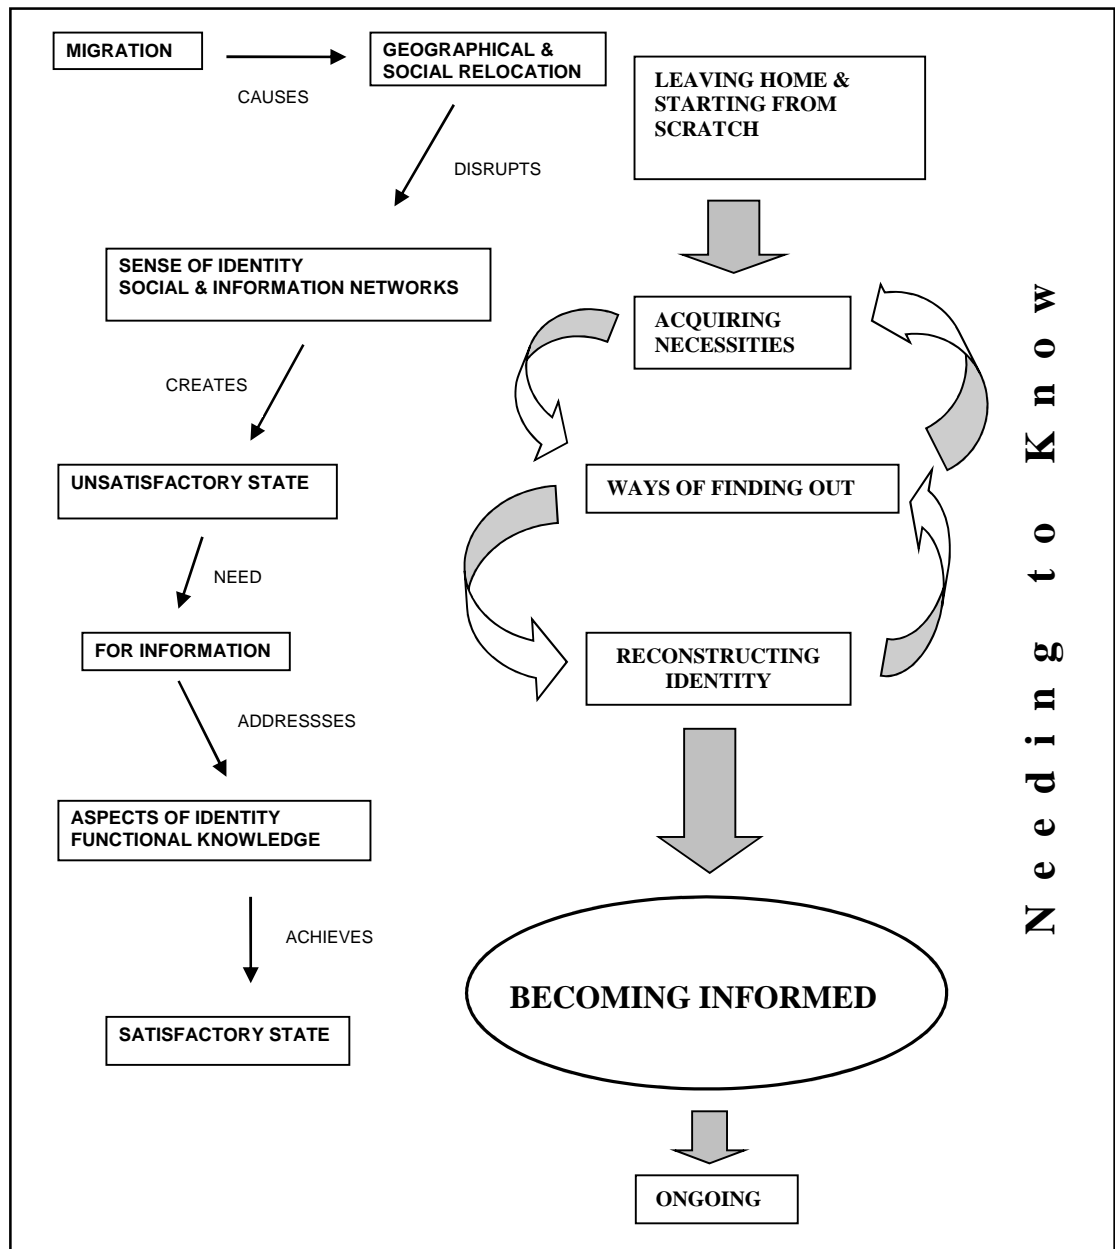 MIGRATION
CAUSES
GEOGRAPHICAL &
SOCIAL RELOCATION
DISRUPTS
SENSE OF IDENTITY
SOCIAL & INFORMATION NETWORKS
CREATES
UNSATISFACTORY STATE
NEED
FOR INFORMATION
ADDRESSSES
ASPECTS OF IDENTITY
FUNCTIONAL KNOWLEDGE
ACHIEVES
SATISFACTORY STATE
LEAVING HOME &
STARTING FROM
SCRATCH
ACQUIRING
NECESSITIES
WAYS OF FINDING OUT
RECONSTRUCTING
IDENTITY
BECOMING INFORMED
ONGOING
Needing to Know